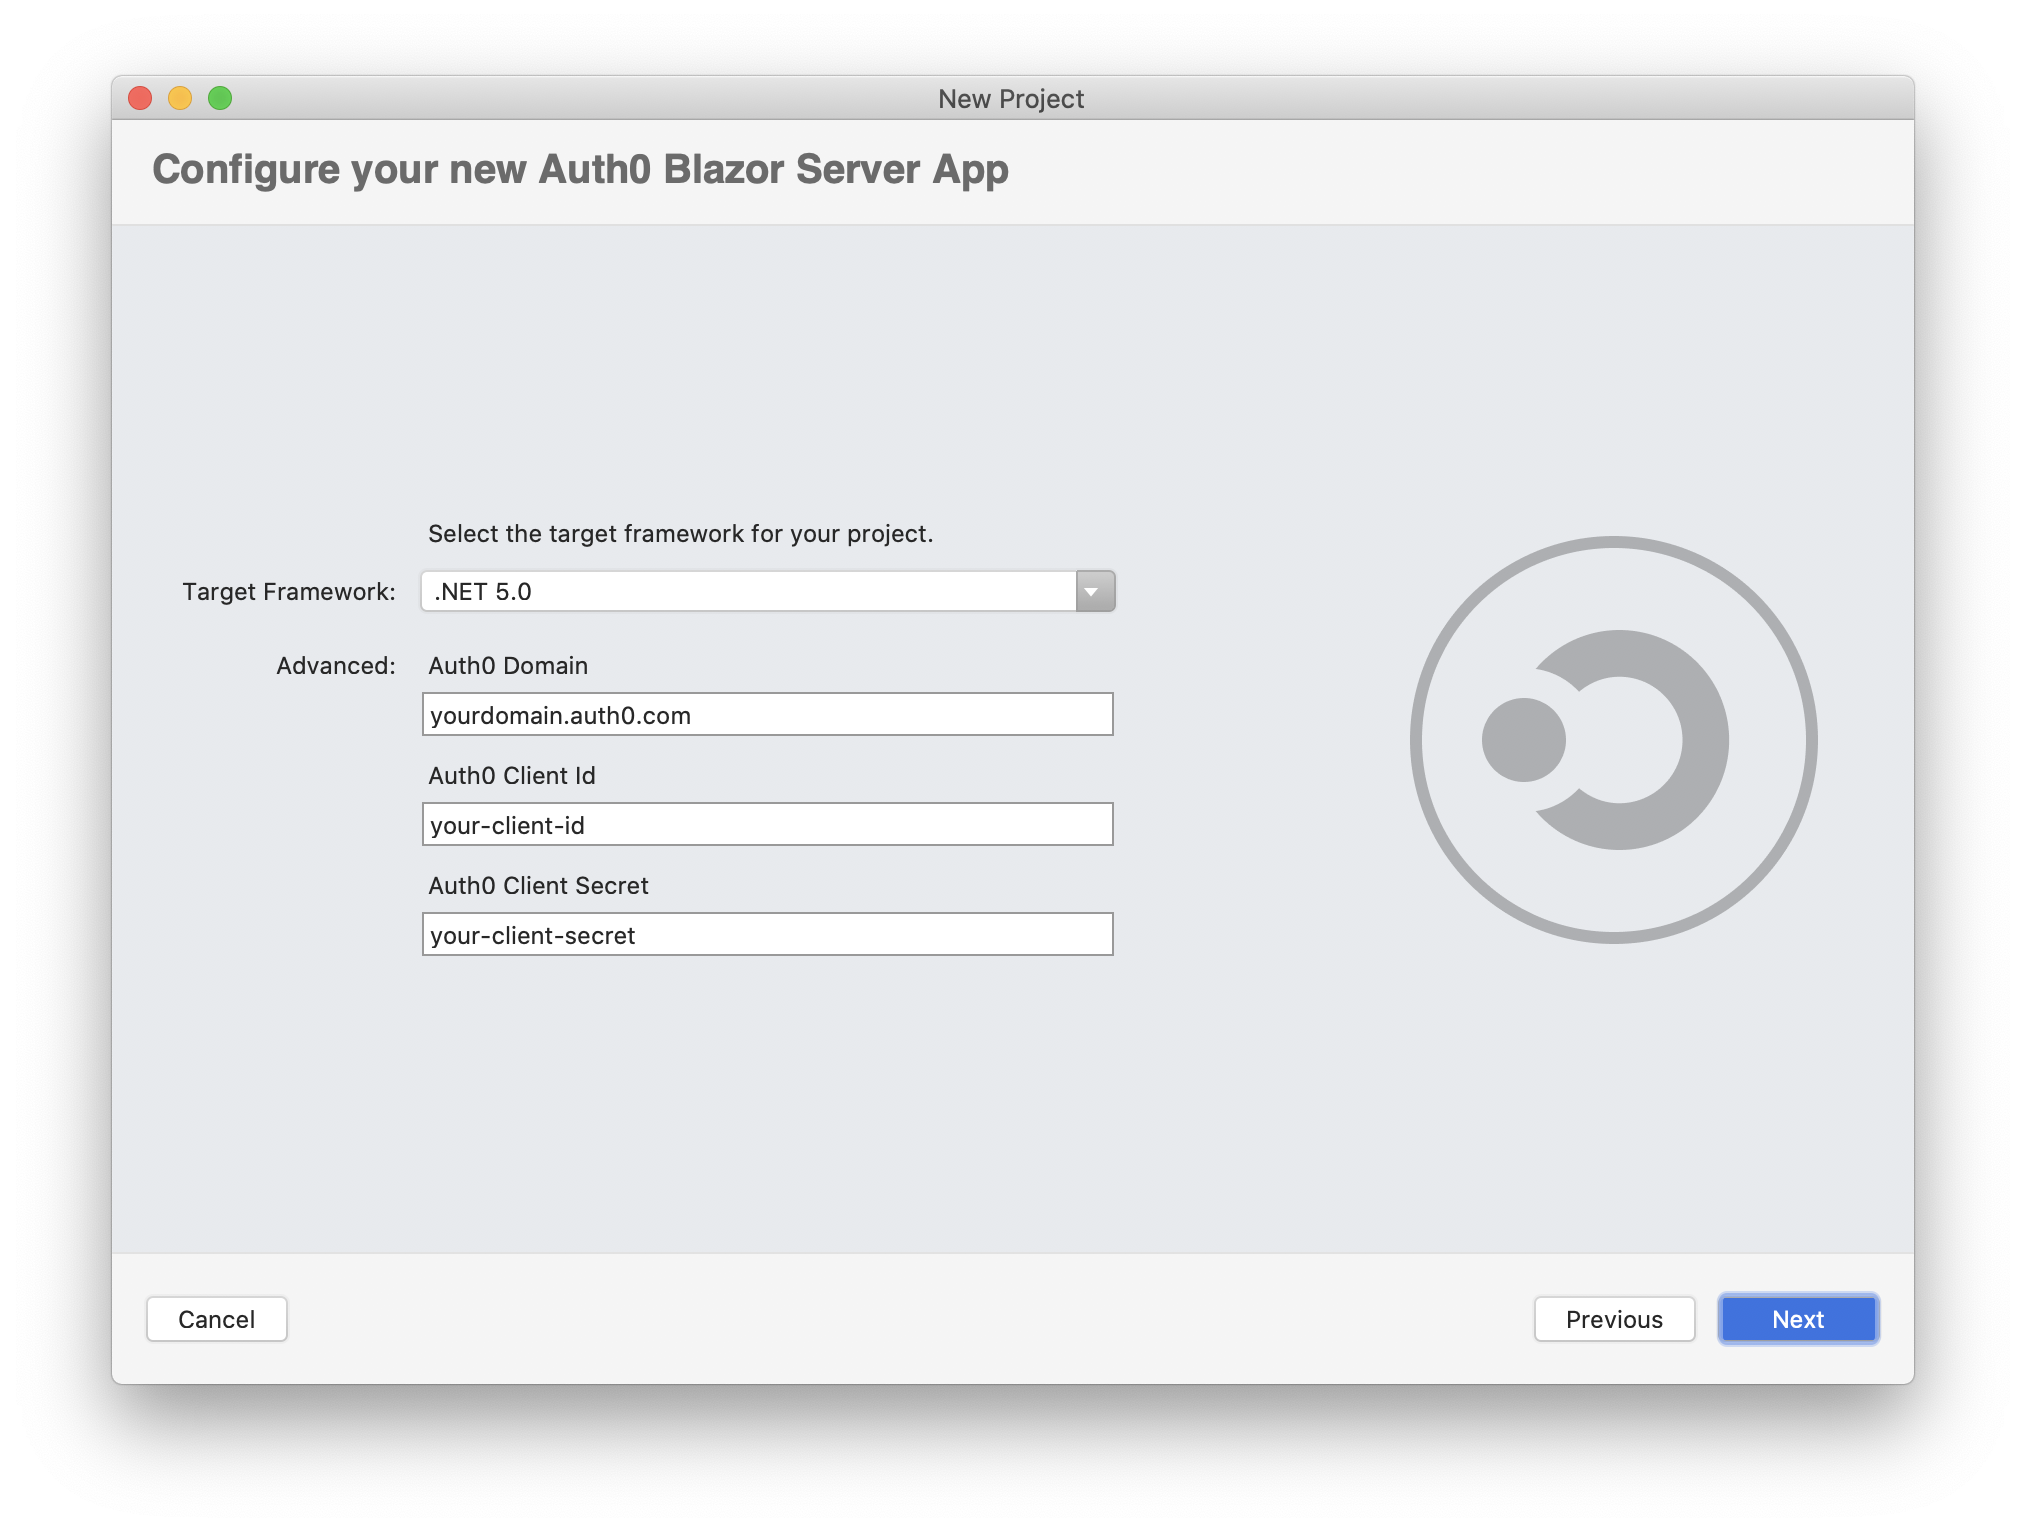 New Project
Configure your new Auth0 Blazor Server App
Select the target framework for your project.
Target Framework: .NET 5.0
Advanced: Auth0 Domain
yourdomain.auth0.com
Auth0 Client Id
your-client-id
Auth0 Client Secret
your-client-secret
Cancel Previous Next